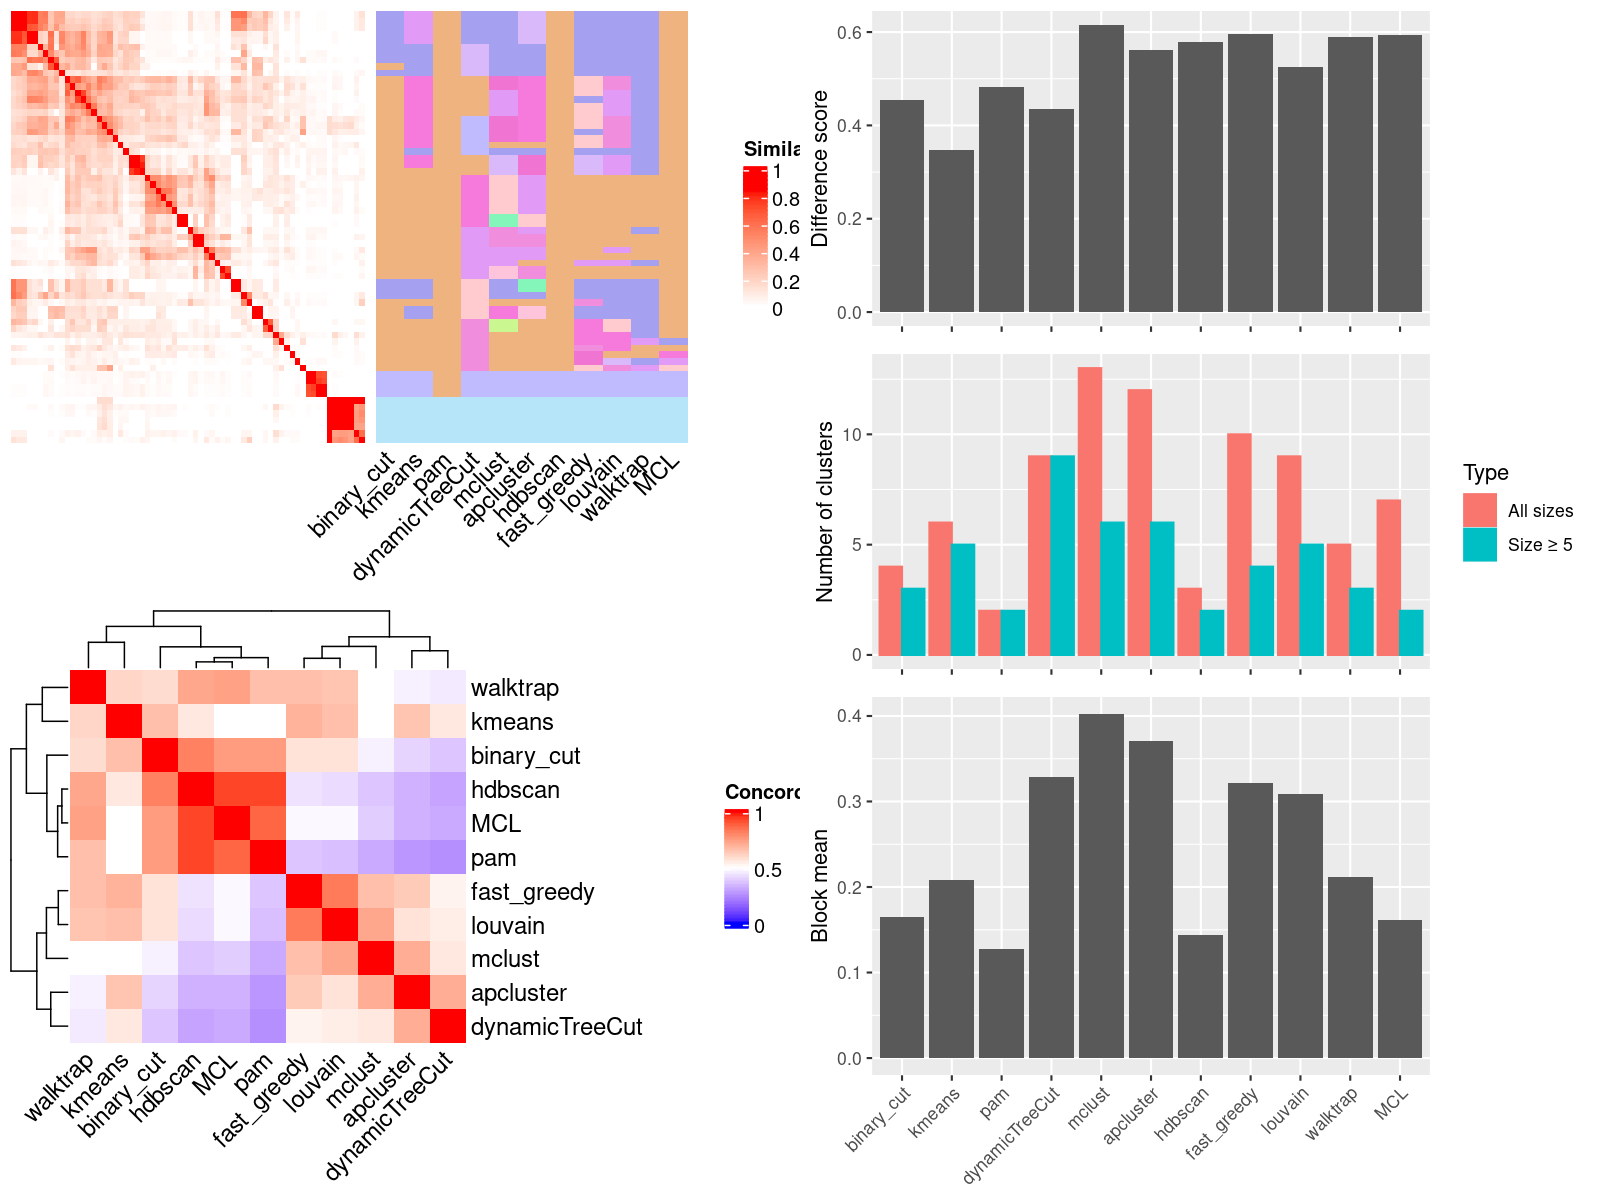 Simila
1
0.8
0.6
0.4
0.2
0
binary_cut
kmeans
pam
dynamicTreeCut
mclust
apcluster
hdbscan
fast_greedy
louvain
walktrap
MCL
walktrap
kmeans
binary_cut
hdbscan
MCL
pam
fast_greedy
louvain
mclust
apcluster
dynamicTreeCut
walktrap
kmeans
binary_cut
hdbscan
MCL
pam
fast_greedy
louvain
mclust
apcluster
dynamicTreeCut
Concord
1
0.5
0
Difference score
0.6
0.4
0.2
0.0
Number of clusters
10
5
0
Type
All sizes
Size ≥ 5
Block mean
0.4
0.3
0.2
0.1
0.0
binary_cut
kmeans
pam
dynamicTreeCut
mclust
apcluster
hdbscan
fast_greedy
louvain
walktrap
MCL